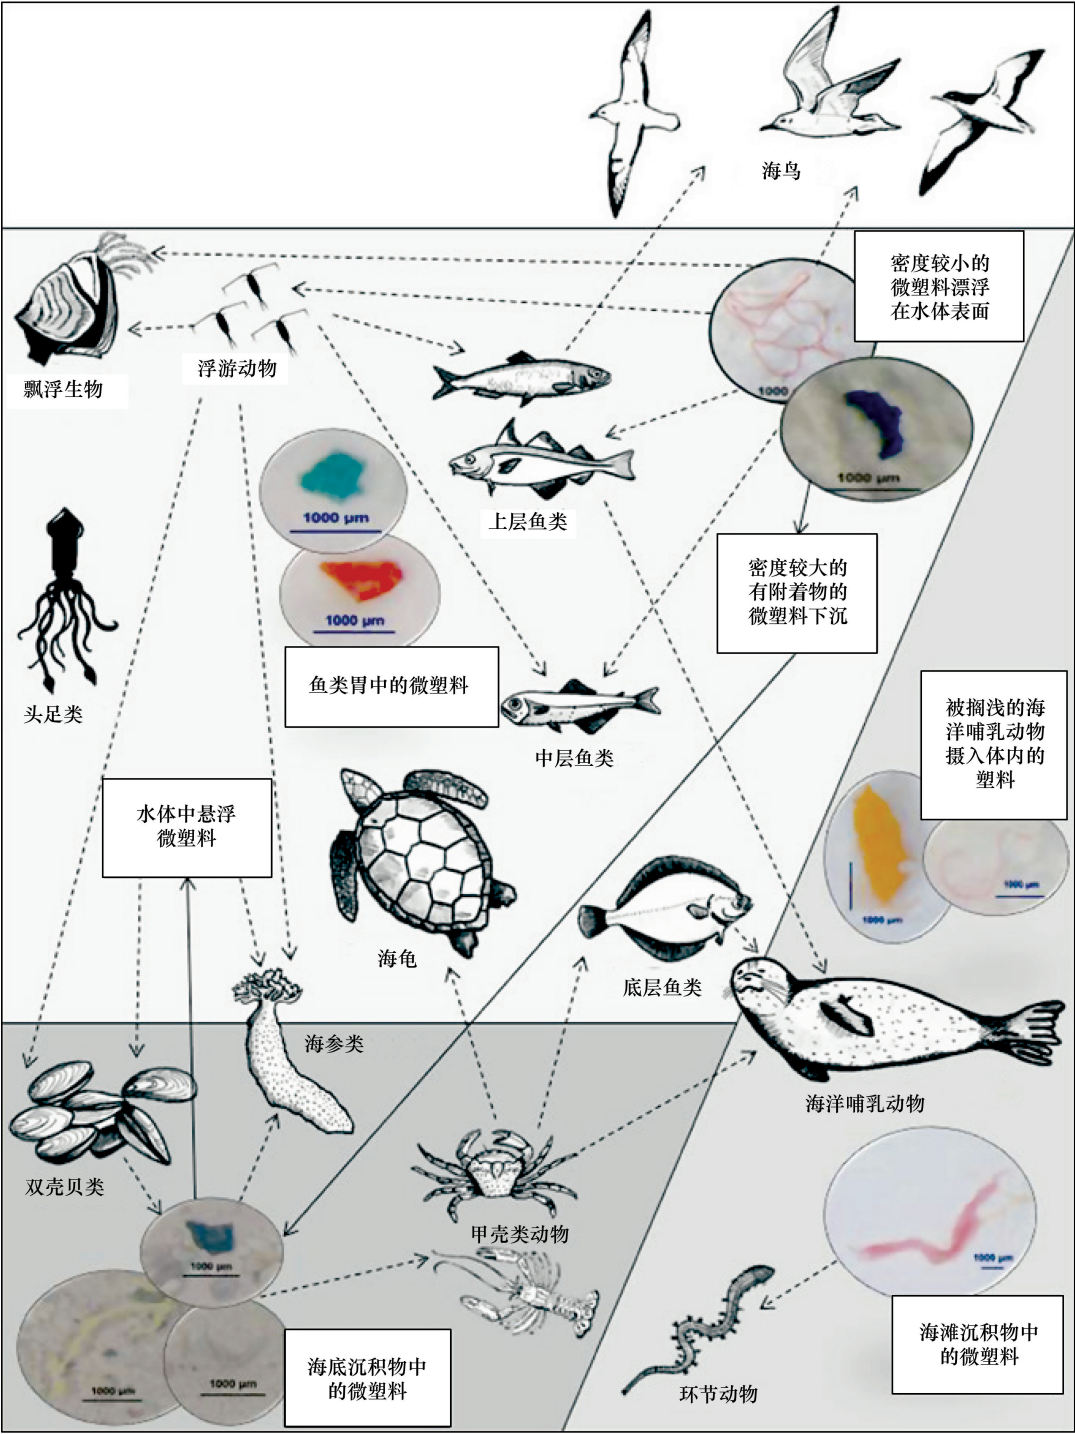 海鸟
密度较小的
微塑料漂浮
在水体表面
飘浮生物
浮游动物
1000
1000 μm
上层鱼类
1000 μm
1000 μm
密度较大的
有附着物的
微塑料下沉
鱼类胃中的微塑料
头足类
中层鱼类
被搁浅的海
洋哺乳动物
摄入体内的
塑料
水体中悬浮
微塑料
1000 μm
1000 μm
海龟
底层鱼类
海参类
海洋哺乳动物
双壳贝类
甲壳类动物
1000 μm
1000 μm
1000 μm
1000 μm
海底沉积物中
的微塑料
海滩沉积物中
的微塑料
环节动物